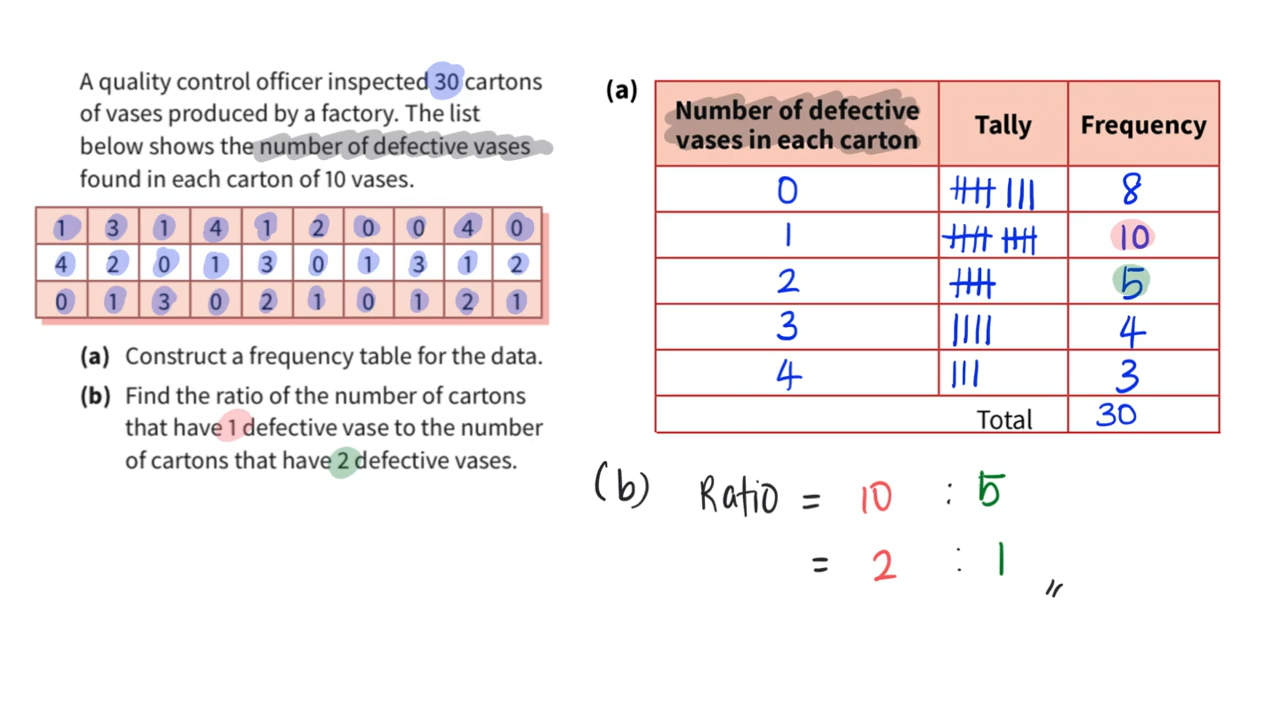 A quality control officer inspected 30 cartons
of vases produced by a factory. The list
below shows the number of defective vases
found in each carton of 10 vases.
1 3 1 4 1 2 0 0 4 0
4 2 0 1 3 0 1 3 1 2
0 1 3 0 2 1 0 1 2 1
(a) Construct a frequency table for the data.
(b) Find the ratio of the number of cartons
that have 1 defective vase to the number
of cartons that have 2 defective vases.
(a)
Number of defective
vases in each carton
Tally
Frequency
0 8
1 10
2 5
3 4
4 3
Total 30
(b) Ratio = 10 : 5
= 2 : 1